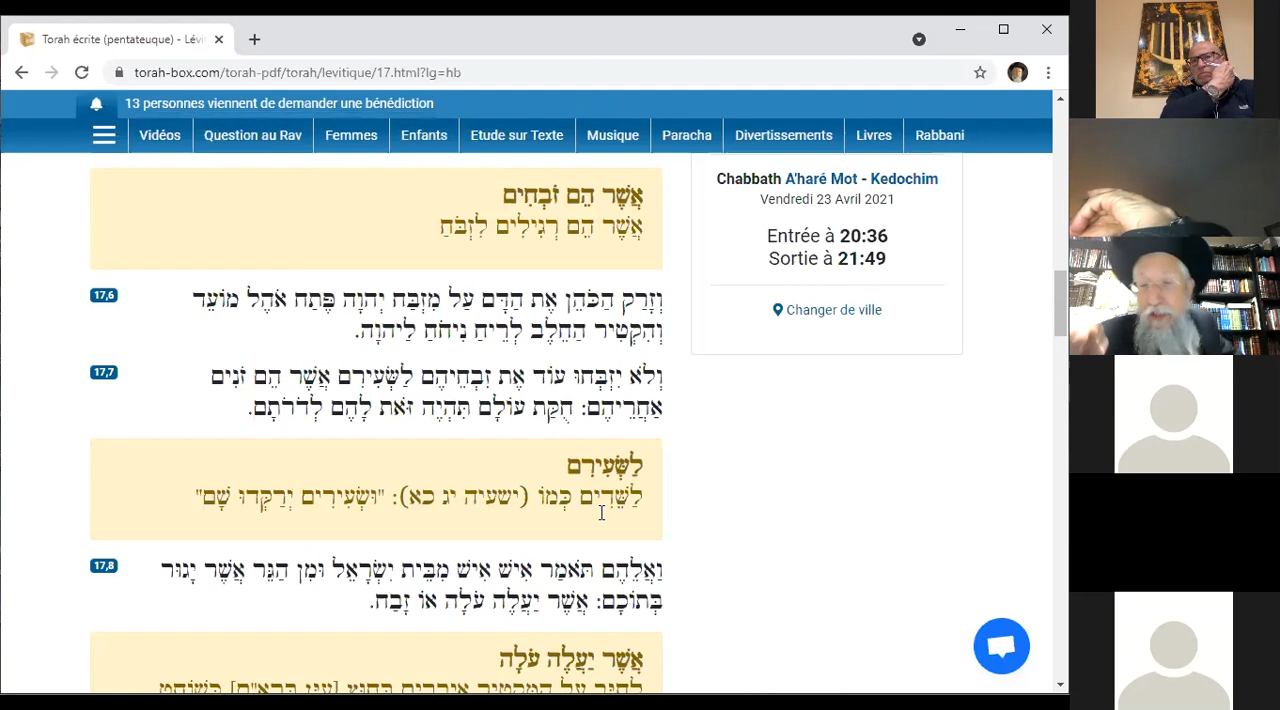 Torah écrite (pentateuque) - Lévi
torah-box.com/torah-pdf/torah/levitique/17.html?lg=hb
13 personnes viennent de demander une bénédiction
Vidéos Question au Rav Femmes Enfants Etude sur Texte Musique Paracha Divertissements Livres Rabbani
אֲשֶׁר הֵם זֹבְחִים
אֲשֶׁר הֵם רְגִילִים לִזְבֹּחַ
17,6
וְזָרַק הַכֹּהֵן אֶת הַדָּם עַל מִזְבַּח יְהוָה פֶּתַח אֹהֶל מוֹעֵד
וְהִקְטִיר הַחֵלֶב לְרֵיחַ נִיחֹחַ לַיהוָה.
17,7
וְלֹא יִזְבְּחוּ עוֹד אֶת זִבְחֵיהֶם לַשְּׂעִירִם אֲשֶׁר הֵם זֹנִים
אַחֲרֵיהֶם: חֻקַּת עוֹלָם תִּהְיֶה זֹּאת לָהֶם לְדֹרֹתָם.
לַשְּׂעִירִם
לַשֵּׁדִים כְּמוֹ (ישעיה יג כא): "וּשְׂעִירִים יְרַקְּדוּ שָׁם"
17,8
וַאֲלֵהֶם תֹּאמַר אִישׁ אִישׁ מִבֵּית יִשְׂרָאֵל וּמִן הַגֵּר אֲשֶׁר יָגוּר
בְּתוֹכָם: אֲשֶׁר יַעֲלֶה עֹלָה אוֹ זָבַח.
אֲשֶׁר יַעֲלֶה עֹלָה
Chabbath A'haré Mot - Kedochim
Vendredi 23 Avril 2021
Entrée à 20:36
Sortie à 21:49
Changer de ville